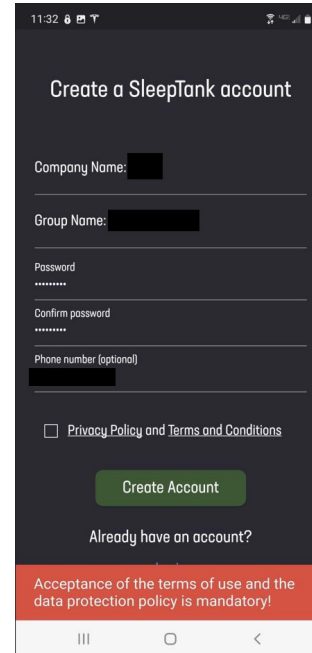 11:32
Create a SleepTank account
Company Name:
Group Name:
Password
•••••••••
Confirm password
•••••••••
Phone number (optional)
Privacy Policy and Terms and Conditions
Create Account
Already have an account?
Acceptance of the terms of use and the
data protection policy is mandatory!